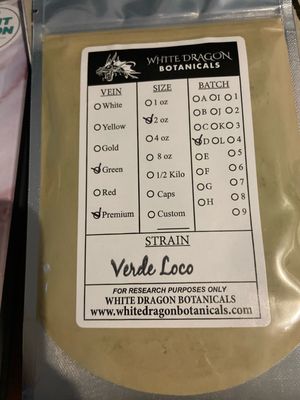 WHITE DRAGON
BOTANICALS
VEIN
White
Yellow
Gold
Green
Red
Premium
SIZE
1 oz
2 oz
4 oz
8 oz
1/2 Kilo
Caps
Custom
BATCH
A I 1
B J 2
C K 3
D L 4
E 5
F 6
G 7
H 8
9
STRAIN
Verde Loco
FOR RESEARCH PURPOSES ONLY
WHITE DRAGON BOTANICALS
www.whitedragonbotanicals.com